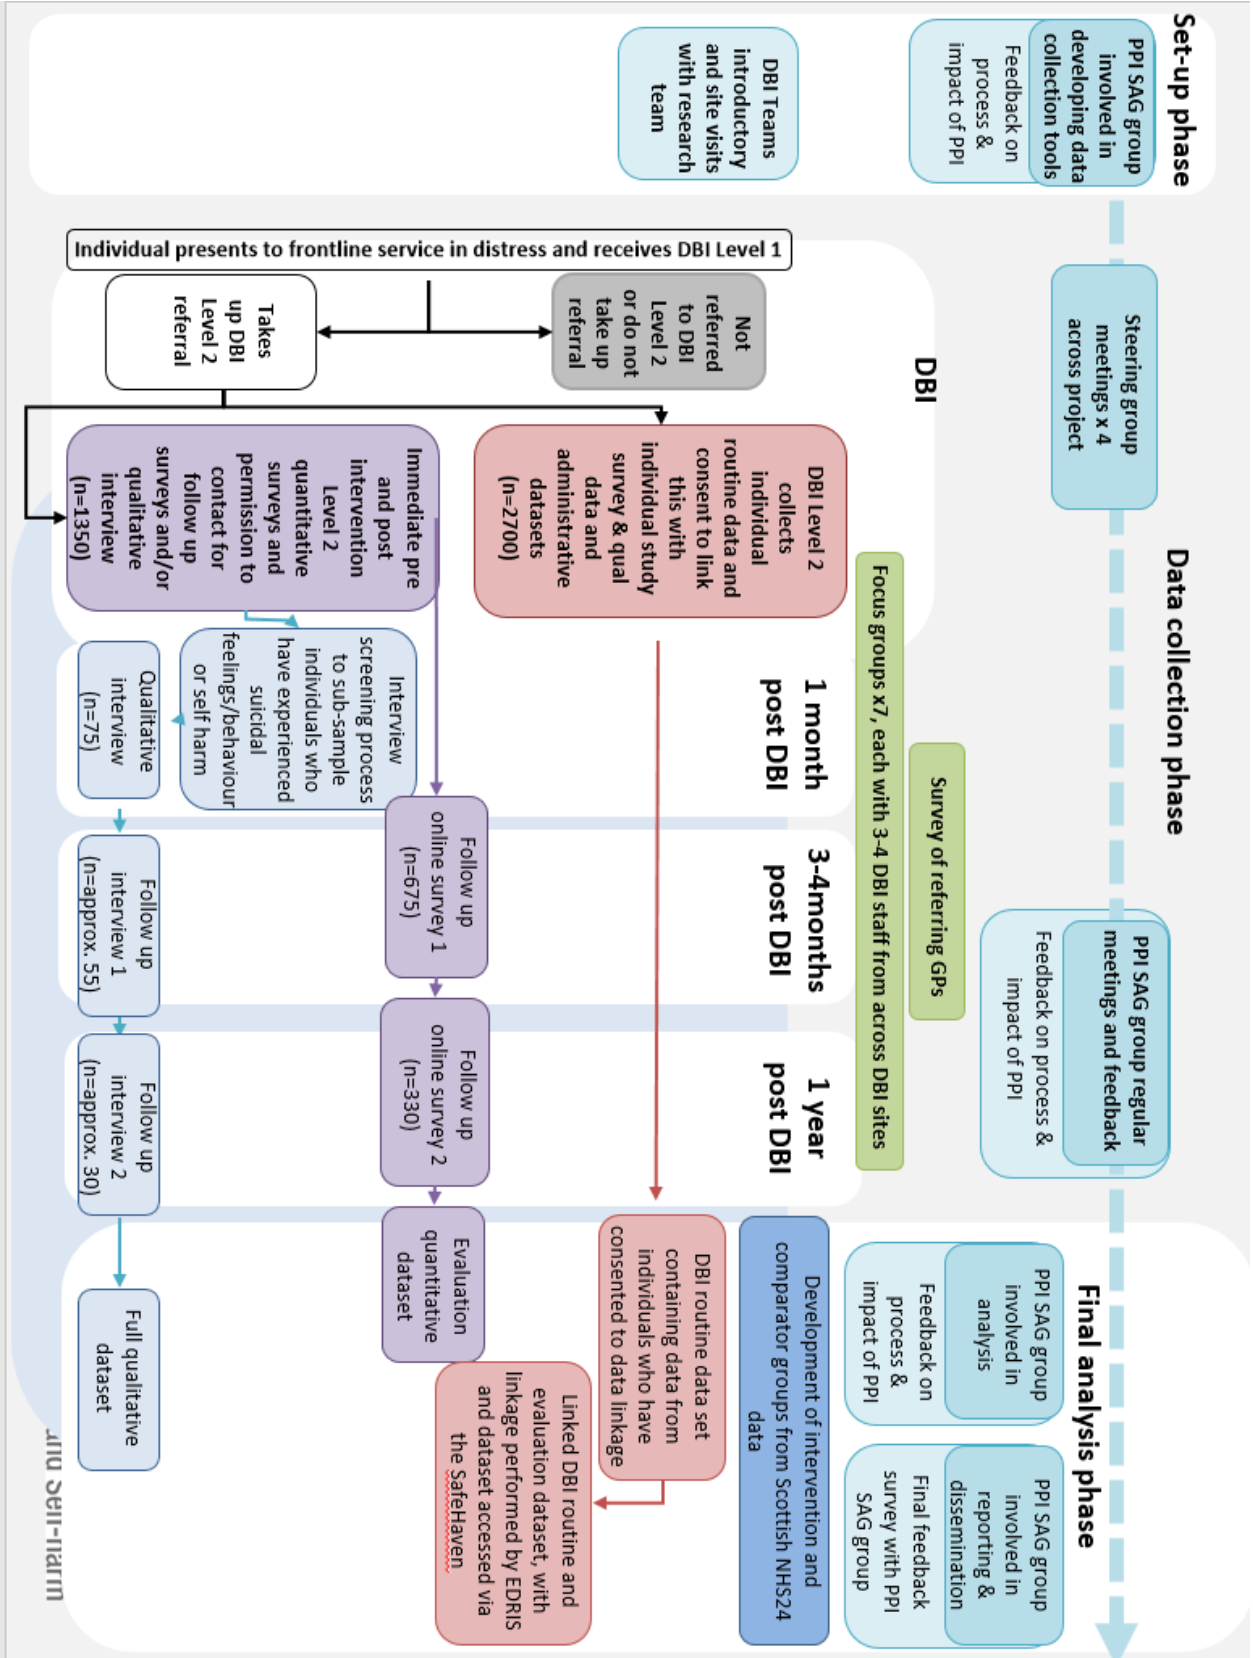 Set-up phase
PPI SAG group
involved in
developing data
collection tools
Feedback on
process &
impact of PPI
DBI Teams
introductory
and site visits
with research
team
Data collection phase
Steering group
meetings x 4
across project
PPI SAG group regular
meetings and feedback
Feedback on process &
impact of PPI
Survey of referring GPs
Focus groups x7, each with 3-4 DBI staff from across DBI sites
DBI
Individual presents to frontline service in distress and receives DBI Level 1
Not
referred
to DBI
Level 2
or do not
take up
referral
Takes
up DBI
Level 2
referral
DBI Level 2
collects
individual
routine data and
consent to link
this with
individual study
survey & qual
data and
administrative
datasets
(n=2700)
Immediate pre
and post
intervention
Level 2
quantitative
surveys and
permission to
contact for
follow up
surveys and/or
qualitative
interview
(n=1350)
1 month
post DBI
Interview
screening process
to sub-sample
individuals who
have experienced
suicidal
feelings/behaviour
or self harm
Qualitative
interview
(n=75)
3-4months
post DBI
Follow up
online survey 1
(n=675)
Follow up
interview 1
(n=approx. 55)
1 year
post DBI
Follow up
online survey 2
(n=330)
Follow up
interview 2
(n=approx. 30)
Final analysis phase
PPI SAG group
involved in
analysis
Feedback on
process &
impact of PPI
PPI SAG group
involved in
reporting &
dissemination
Final feedback
survey with PPI
SAG group
Development of intervention and
comparator groups from Scottish NHS24
data
DBI routine data set
containing data from
individuals who have
consented to data linkage
Linked DBI routine and
evaluation dataset, with
linkage performed by EDRIS
and dataset accessed via
the SafeHaven
Evaluation
quantitative
dataset
Full qualitative
dataset
and Self-harm